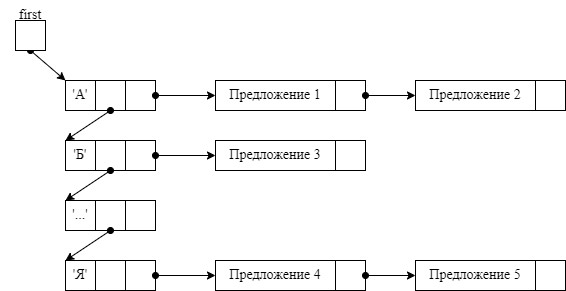 first
'А' Предложение 1 Предложение 2
'Б' Предложение 3
'...'
'Я' Предложение 4 Предложение 5